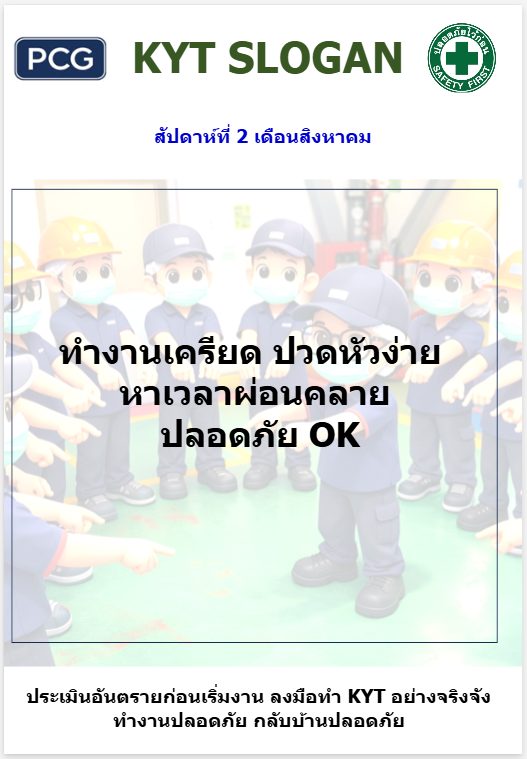 PCG
KYT SLOGAN
ปลอดภัยไว้ก่อน
SAFETY FIRST
สัปดาห์ที่ 2 เดือนสิงหาคม
ทำงานเครียด ปวดหัวง่าย
หาเวลาผ่อนคลาย
ปลอดภัย OK
ประเมินอันตรายก่อนเริ่มงาน ลงมือทำ KYT อย่างจริงจัง
ทำงานปลอดภัย กลับบ้านปลอดภัย